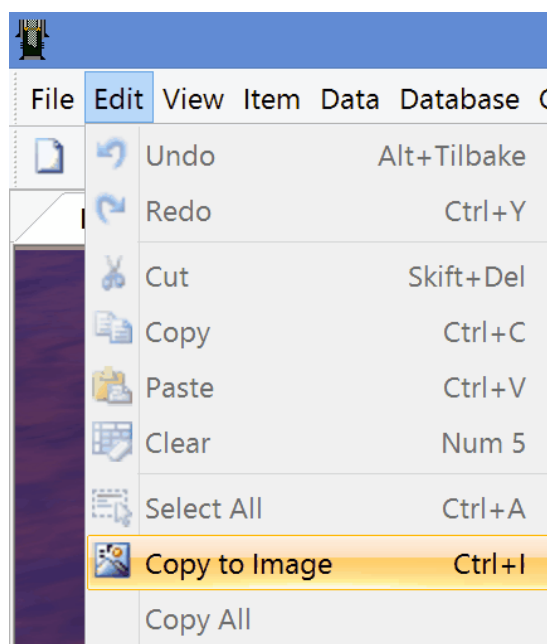 File Edit View Item Data Database
Undo Alt+Tilbake
Redo Ctrl+Y
Cut Skift+Del
Copy Ctrl+C
Paste Ctrl+V
Clear Num 5
Select All Ctrl+A
Copy to Image Ctrl+I
Copy All